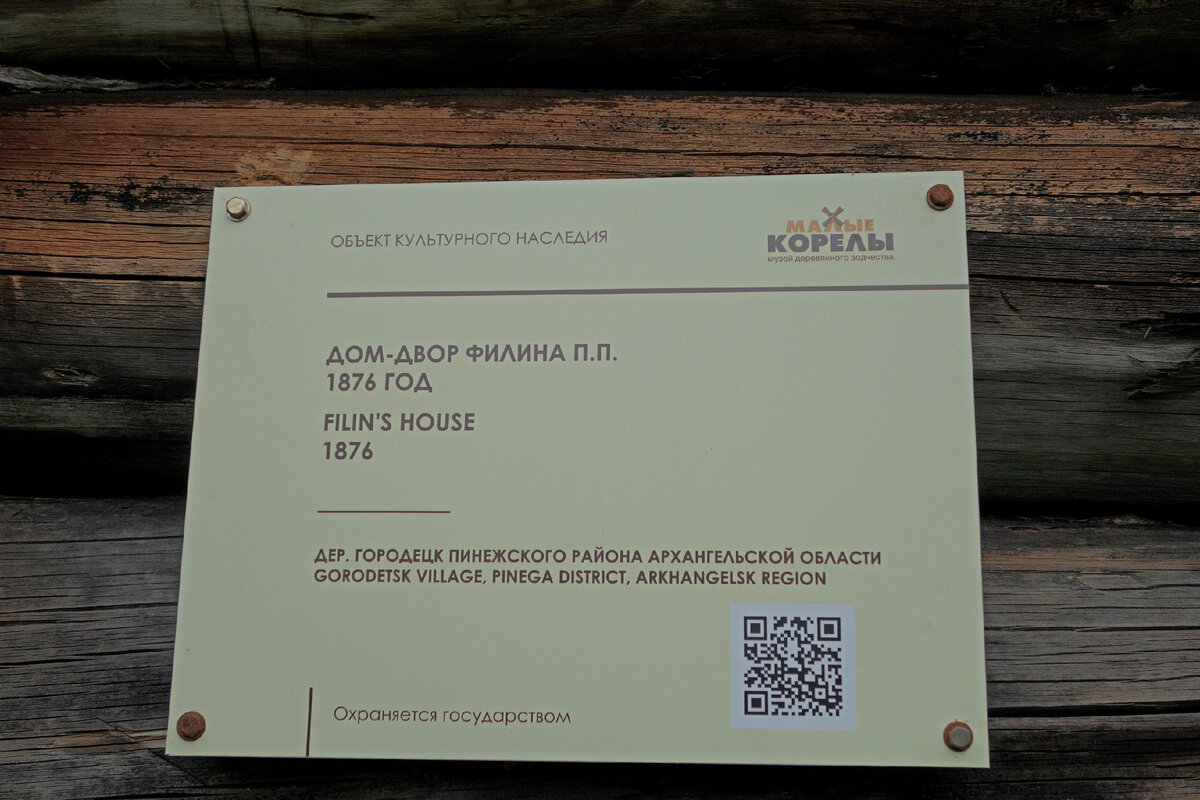 ОБЪЕКТ КУЛЬТУРНОГО НАСЛЕДИЯ
МАЛЫЕ
КОРЕЛЫ
музей деревянного зодчества
ДОМ-ДВОР ФИЛИНА П.П.
1876 ГОД
FILIN'S HOUSE
1876
ДЕР. ГОРОДЕЦК ПИНЕЖСКОГО РАЙОНА АРХАНГЕЛЬСКОЙ ОБЛАСТИ
GORODETSK VILLAGE, PINEGA DISTRICT, ARKHANGELSK REGION
Охраняется государством